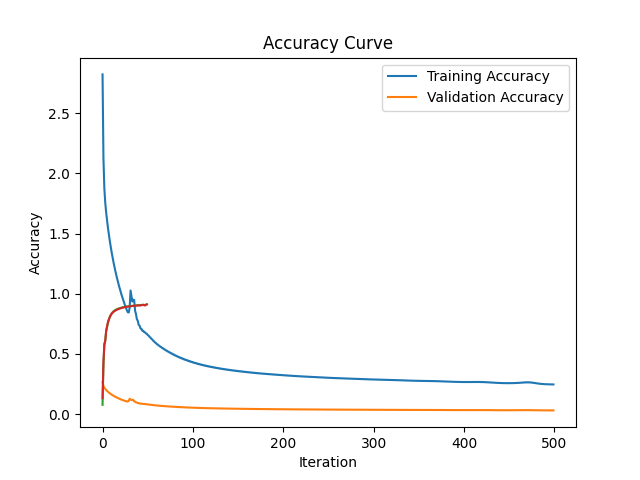 Accuracy Curve
Training Accuracy
Validation Accuracy
2.5
2.0
1.5
1.0
0.5
0.0
Accuracy
0 100 200 300 400 500
Iteration